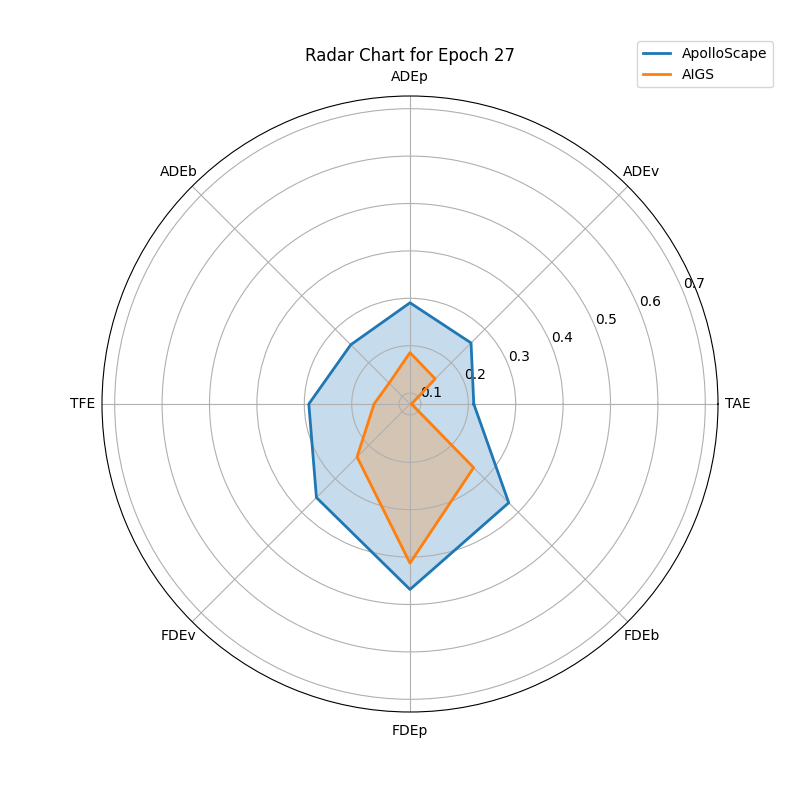 Radar Chart for Epoch 27
ApolloScape
AIGS
ADEp
ADEb
ADEv
0.7
0.6
0.5
0.4
0.3
0.2
0.1
TFE
TAE
FDEv
FDEb
FDEp